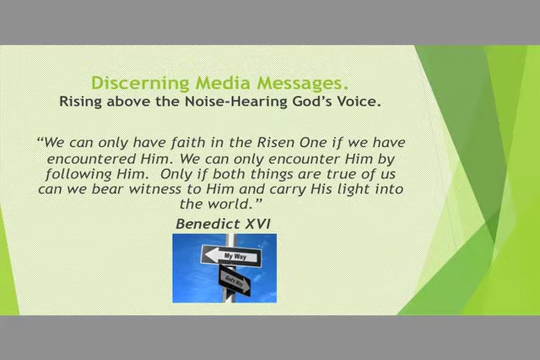 Discerning Media Messages.
Rising above the Noise-Hearing God's Voice.
“We can only have faith in the Risen One if we have
encountered Him. We can only encounter Him by
following Him.  Only if both things are true of us
can we bear witness to Him and carry His light into
the world.”
Benedict XVI
My Way
God's Way